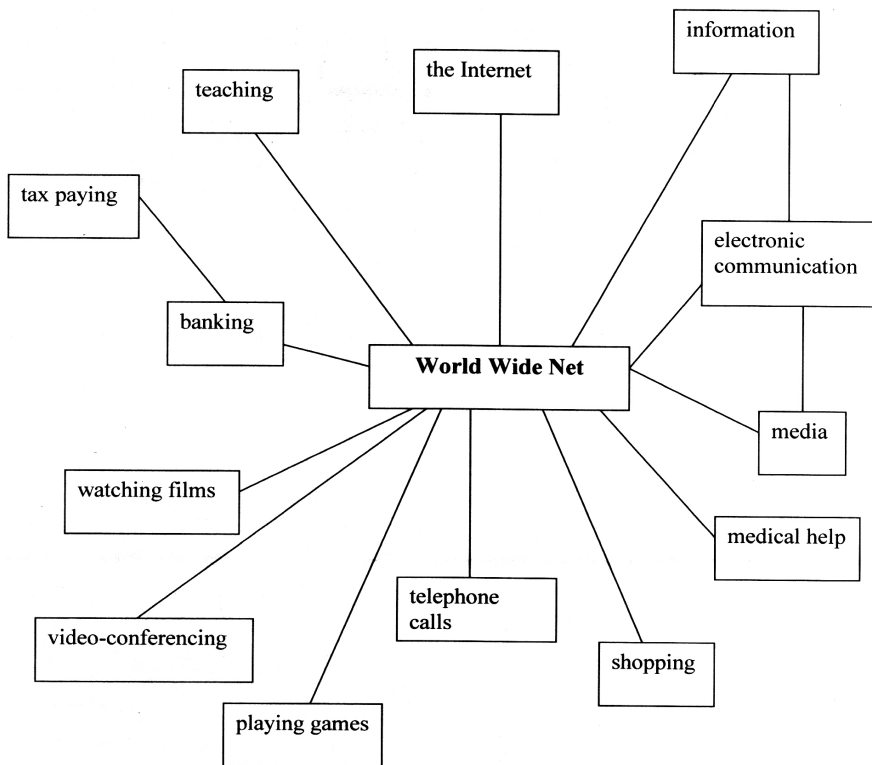 information
the Internet
teaching
tax paying
electronic
communication
banking
World Wide Net
media
watching films
medical help
telephone
calls
video-conferencing
shopping
playing games